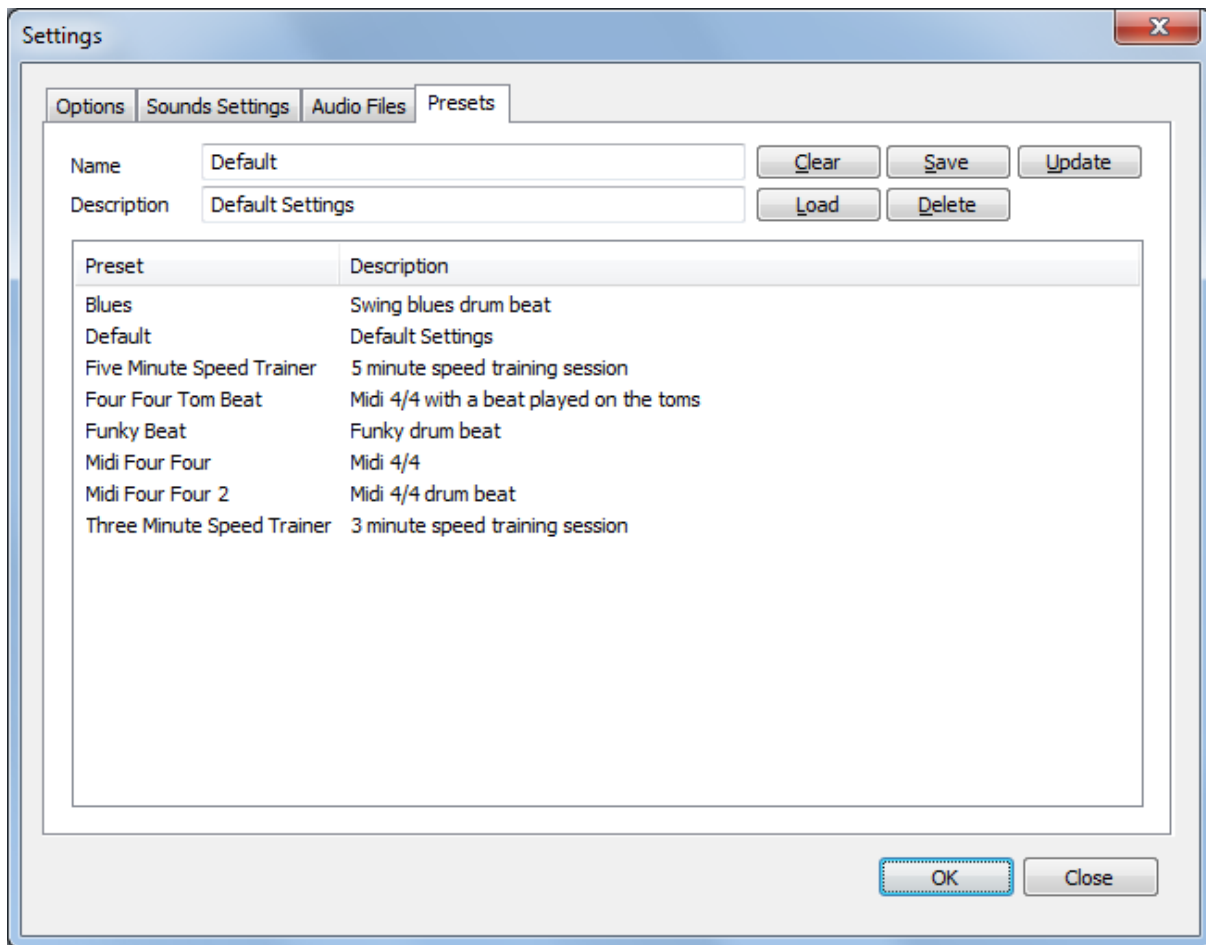 Settings
Options Sounds Settings Audio Files Presets
Name Default Clear Save Update
Description Default Settings Load Delete
Preset Description
Blues Swing blues drum beat
Default Default Settings
Five Minute Speed Trainer 5 minute speed training session
Four Four Tom Beat Midi 4/4 with a beat played on the toms
Funky Beat Funky drum beat
Midi Four Four Midi 4/4
Midi Four Four 2 Midi 4/4 drum beat
Three Minute Speed Trainer 3 minute speed training session
OK Close